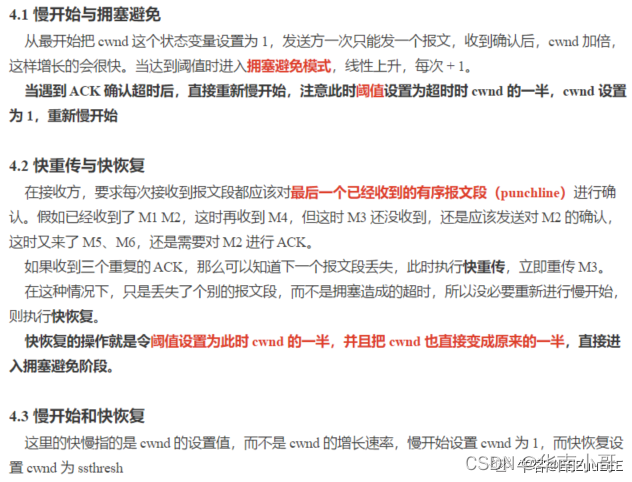 4.1 慢开始与拥塞避免
从最开始把 cwnd 这个状态变量设置为 1，发送方一次只能发一个报文，收到确认后，cwnd 加倍，
这样增长的会很快。当达到阈值时进入拥塞避免模式，线性上升，每次 + 1。
当遇到 ACK 确认超时后，直接重新慢开始，注意此时阈值设置为超时时 cwnd 的一半，cwnd 设置
为 1，重新慢开始
4.2 快重传与快恢复
在接收方，要求每次接收到报文段都应该对最后一个已经收到的有序报文段（punchline）进行确
认。假如已经收到了 M1 M2，这时再收到 M4，但这时 M3 还没收到，还是应该发送对 M2 的确认，
这时又来了 M5、M6，还是需要对 M2 进行 ACK。
如果收到三个重复的 ACK，那么可以知道下一个报文段丢失，此时执行快重传，立即重传 M3。
在这种情况下，只是丢失了个别的报文段，而不是拥塞造成的超时，所以没必要重新进行慢开始，
则执行快恢复。
快恢复的操作就是令阈值设置为此时 cwnd 的一半，并且把 cwnd 也直接变成原来的一半，直接进
入拥塞避免阶段。
4.3 慢开始和快恢复
这里的快慢指的是 cwnd 的设置值，而不是 cwnd 的增长速率，慢开始设置 cwnd 为 1，而快恢复设
置 cwnd 为 ssthresh
CSDN @华南小哥